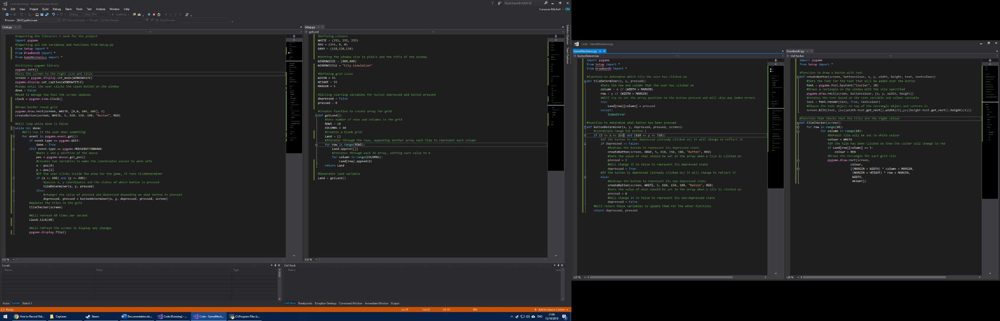 Code (Running) - Microsoft Visual Studio
Quick Launch (Ctrl+Q)
File Edit View Project Build Debug Team Tools Test Analyze Window Help
Cameron Mitchell CM
Debug Any CPU Continue
Process: [N/A] python.exe Lifecycle Events Thread: [1] MainThread Stack Frame:
Code.py
#Importing the libraries I need for the project
import pygame
#Importing all the variables and functions from Setup.py
from Setup import *
from DrawBandO import *
from GameMechanics import *
#Initiates pygame library
pygame.init()
#Sets the screen to the right size and title
screen = pygame.display.set_mode(WINDOWSIZE)
pygame.display.set_caption(WINDOWTITLE)
#Loops until the user clicks the close button on the window
done = False
#Used to manage how fast the screen updates
clock = pygame.time.Clock()
#Draws border round grid
pygame.draw.rect(screen, WHITE, [0,0, 605, 605], 2)
createButton(screen, WHITE, 5, 610, 150, 100, "Button", RED)
#Will loop while done is false
while not done:
#Will run if the user does something
for event in pygame.event.get():
if event.type == pygame.QUIT:
done = True
elif event.type == pygame.MOUSEBUTTONDOWN:
#Gets x and y position of the mouse
pos = pygame.mouse.get_pos()
#Creates two variables to make the coordinates easier to work with
x = pos[0]
y = pos[1]
#If the user clicks inside the area for the game, it runs tileDeterminer
if (x <= 600) and (y <= 600):
#passes x, y coordinates and the status of which button is pressed
tileDeterminer(x, y, pressed)
else:
#changes the value of pressed and depressed depending on what button is pressed
depressed, pressed = buttonDeterminer(x, y, depressed, pressed, screen)
#Updates the tiles in the grid
tileChecker(screen)
#Will refresh 60 times per second
clock.tick(60)
#Will refresh the screen to display any changes
pygame.display.flip()
110 %
Setup.py
getLand
#Defining Colours
WHITE = (255, 255, 255)
RED = (255, 0, 0)
GRAY = (128,128,128)
#Setting the window size in pixels and the title of the window
WINDOWSIZE = [800,800]
WINDOWTITLE = "City Simulation"
#Defining grid sizes
WIDTH = 55
HEIGHT = 55
MARGIN = 5
#Setting starting variables for button depressed and button pressed
depressed = False
pressed = 0
#Creates function to create array for grid
def getLand():
#Sets number of rows and columns in the grid
ROWS = 10
COLUMNS = 10
#Creates a blank grid
Land = []
#Iterates through the rows, appending another array each time to represent each column
for row in range(ROWS):
Land.append([])
#Iterates through each 2D array, setting each value to 0
for column in range(COLUMNS):
Land[row].append(0)
return Land
#Generates land variable
Land = getLand()
110 %
Solution Explorer
Team Explorer
Locals
Name Value Type
Autos Locals Watch 1
Call Stack
Name Lang
Call Stack Breakpoints Exception Settings Command Window Immediate Window Output
Ready Ln 19 Col 22 Ch 19 INS Add to Source Control
How to Record Vid... Captures Steam Documentation.do... Code (Running) - ... Code - GameMech... C:\Program Files (x... ENG 21:06 13/10/2019 2
Code - GameMechanics.py
GameMechanics.py
buttonDeterminer
import pygame
from Setup import *
from DrawBandO import *
#function to determine which tile the user has clicked on
def tileDeterminer(x, y, pressed):
#Sets the row and column that the user has clicked on
column = x // (WIDTH + MARGIN)
row = y // (WIDTH + MARGIN)
#Will try to set the array position to the button pressed and will skip any Index errors
try:
Land[row][column] = pressed
except:
IndexError
#function to determine what button has been pressed
def buttonDeterminer(x, y, depressed, pressed, screen):
#coordinate range for button 1
if (5 <= x <= 155) and (610 <= y <= 710):
#If the button is not depressed (already clicked on) it will change to reflect it
if depressed == False:
#Redraws the button to represent its depressed state
createButton(screen, GRAY, 5, 610, 150, 100, "Button", RED)
#Sets the value of what should be set in the array when a tile is clicked on
pressed = 1
#Will change it to false to represent its depressed state
depressed = True
#If the button is depressed (already clicked on) it will change to reflect it
else:
#Redraws the button to represent its non depressed state
createButton(screen, WHITE, 5, 610, 150, 100, "Button", RED)
#Sets the value of what should be set in the array when a tile is clicked on
pressed = 0
#Will change it to false to represent its non-depressed state
depressed = False
#Will return these variables to update them for the other functions
return depressed, pressed
110 %
DrawBandO.py
tileChecker
import pygame
from Setup import *
#function to draw a button with text
def createButton(screen, buttoncolour, x, y, width, height, text, textcolour):
#Sets the font for the text that will be added over the button
font = pygame.font.SysFont("Courier", 30)
#Draws a rectangle on the window with the size specified
pygame.draw.rect(screen, buttoncolour, [x, y, width, height])
#Creates the text based on the text variable and colour variable
text = font.render(text, True, textcolour)
#Places the text object on top of the rectangle object and centres it
screen.blit(text, (x+((width-text.get_rect().width)/2),y+((height-text.get_rect().height)/2)))
#function that checks that the tiles are the right colour
def tileChecker(screen):
for row in range(10):
for column in range(10):
#Default tile will be set to white colour
colour = WHITE
#If the tile has been clicked on then the colour will change to red
if Land[row][column] == 1:
colour = RED
#Draws the rectangle for each grid tile
pygame.draw.rect(screen,
colour,
[(MARGIN + WIDTH) * column + MARGIN,
(MARGIN + HEIGHT) * row + MARGIN,
WIDTH,
HEIGHT])
110 %